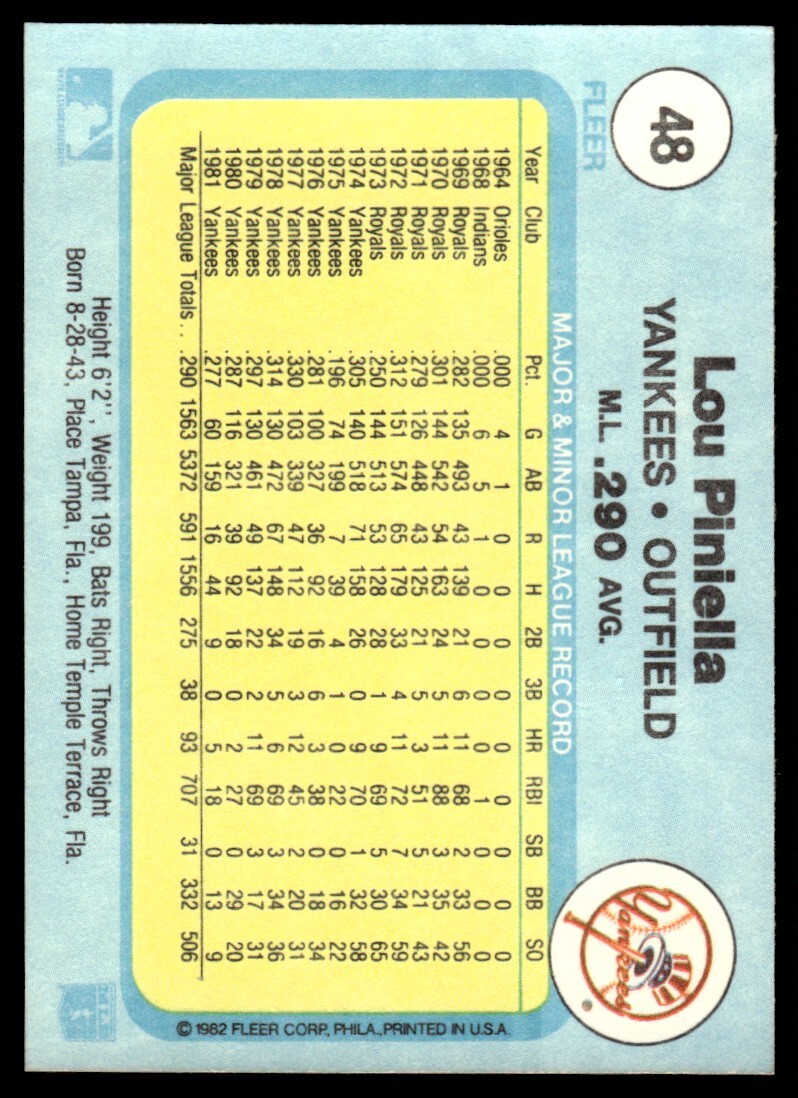 48
FLEER
Lou Piniella
YANKEES • OUTFIELD
M.L. .290 AVG.
Yankees
MAJOR & MINOR LEAGUE RECORD
Year Club Pct. G AB R H 2B 3B HR RBI SB BB SO
1964 Orioles .000 4 1 0 0 0 0 0 0 0 0 0
1968 Indians .000 6 5 1 0 0 0 0 1 0 0 0
1969 Royals .282 135 493 43 139 21 6 11 68 2 33 56
1970 Royals .301 144 542 54 163 24 5 11 88 3 35 42
1971 Royals .279 126 448 43 125 21 5 3 51 5 21 43
1972 Royals .312 151 574 65 179 33 4 11 72 7 34 59
1973 Royals .250 144 513 53 128 28 1 9 69 5 30 65
1974 Yankees .305 140 518 71 158 26 0 9 70 1 32 58
1975 Yankees .196 74 199 7 39 4 1 0 22 0 16 22
1976 Yankees .281 100 327 36 92 16 6 3 38 0 18 34
1977 Yankees .330 103 339 47 112 19 3 12 45 2 20 31
1978 Yankees .314 130 472 67 148 34 5 6 69 3 34 36
1979 Yankees .297 130 461 49 137 22 2 11 69 3 17 31
1980 Yankees .287 116 321 39 92 18 0 2 27 0 29 20
1981 Yankees .277 60 159 16 44 9 0 5 18 0 13 9
Major League Totals... .290 1563 5372 591 1556 275 38 93 707 31 332 506
© 1982 FLEER CORP., PHILA., PRINTED IN U.S.A.
Height 6'2", Weight 199, Bats Right, Throws Right
Born 8-28-43, Place Tampa, Fla., Home Temple Terrace, Fla.